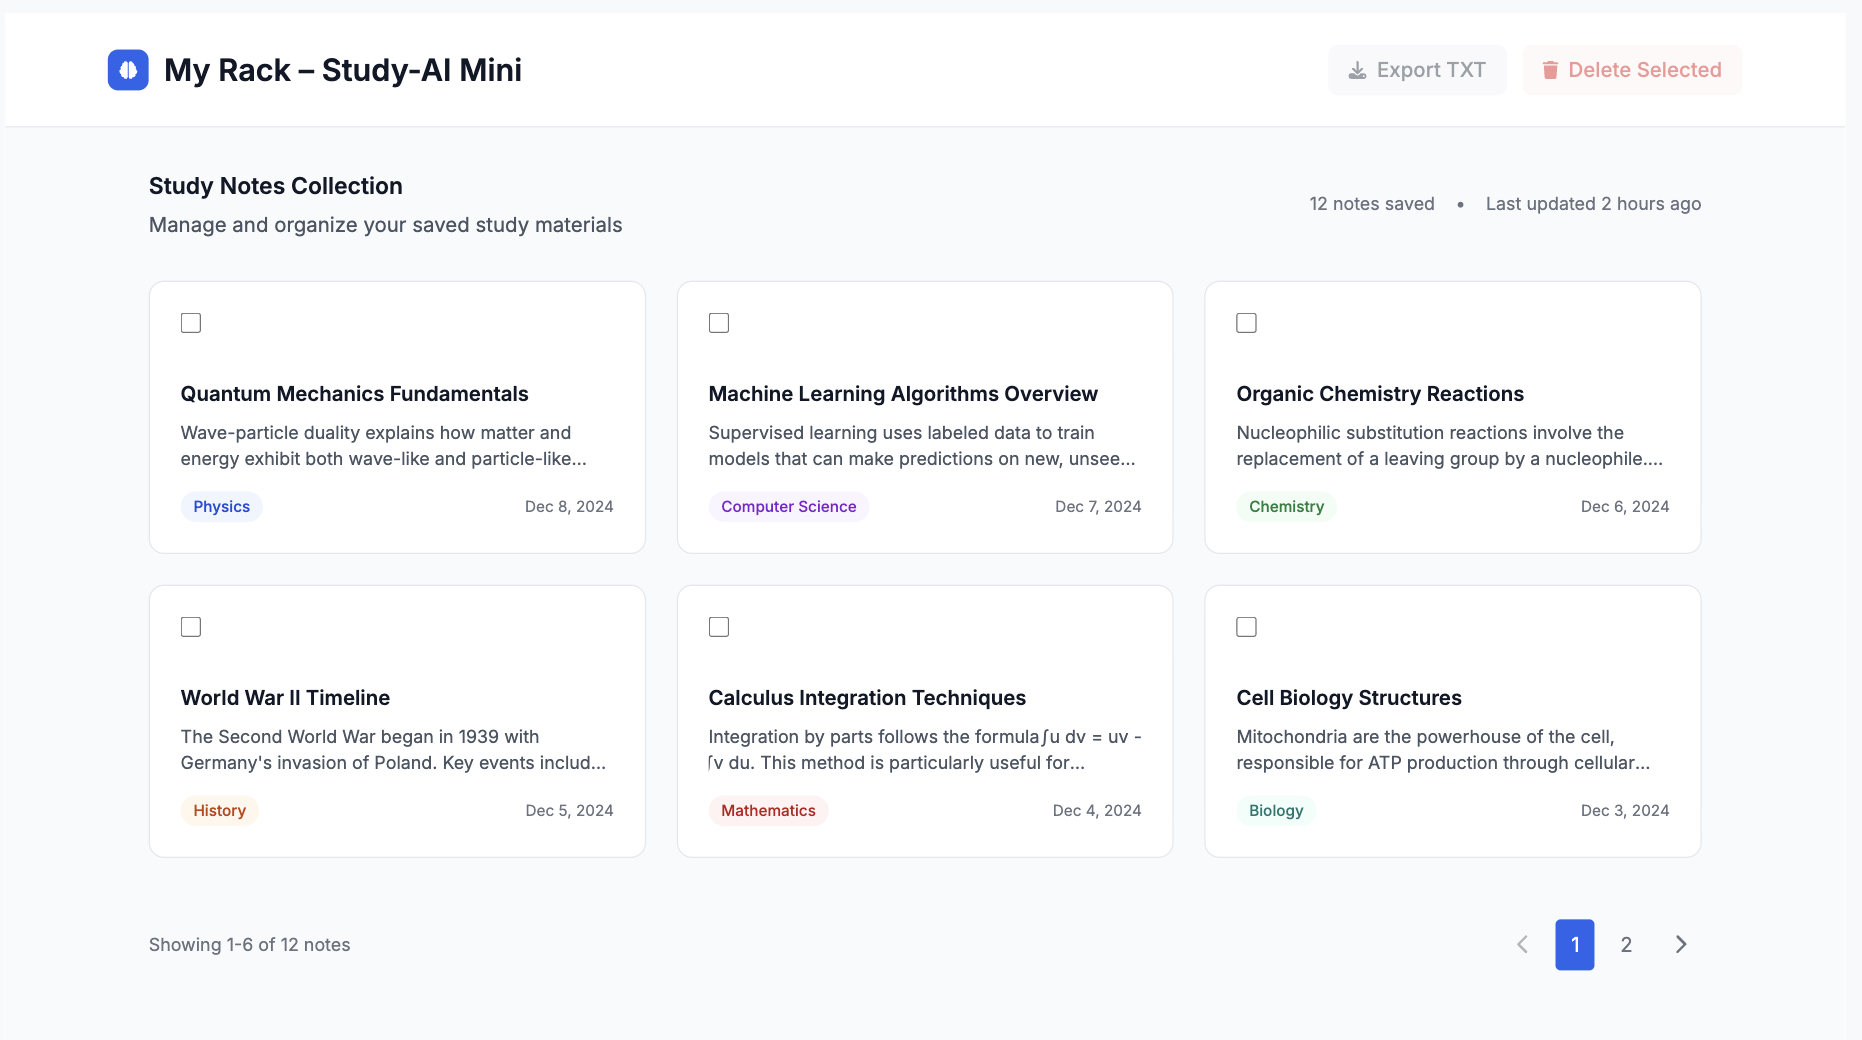 My Rack – Study-AI Mini
Export TXT
Delete Selected
Study Notes Collection
Manage and organize your saved study materials
12 notes saved • Last updated 2 hours ago
Quantum Mechanics Fundamentals
Wave-particle duality explains how matter and
energy exhibit both wave-like and particle-like...
Physics
Dec 8, 2024
Machine Learning Algorithms Overview
Supervised learning uses labeled data to train
models that can make predictions on new, unsee...
Computer Science
Dec 7, 2024
Organic Chemistry Reactions
Nucleophilic substitution reactions involve the
replacement of a leaving group by a nucleophile....
Chemistry
Dec 6, 2024
World War II Timeline
The Second World War began in 1939 with
Germany's invasion of Poland. Key events includ...
History
Dec 5, 2024
Calculus Integration Techniques
Integration by parts follows the formula ∫u dv = uv -
∫v du. This method is particularly useful for...
Mathematics
Dec 4, 2024
Cell Biology Structures
Mitochondria are the powerhouse of the cell,
responsible for ATP production through cellular...
Biology
Dec 3, 2024
Showing 1-6 of 12 notes
1
2